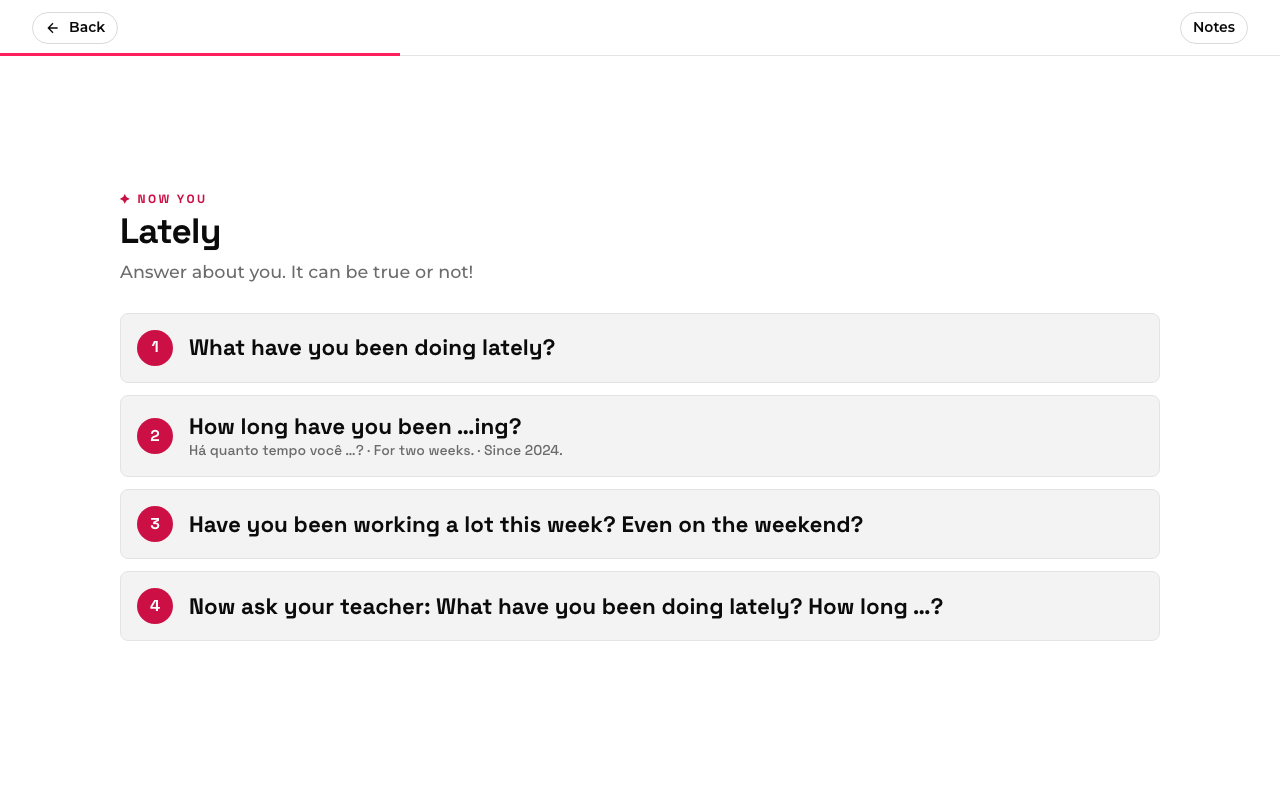 Back
Notes
NOW YOU
Lately
Answer about you. It can be true or not!
1
What have you been doing lately?
2
How long have you been ...ing?
Há quanto tempo você ...? · For two weeks. · Since 2024.
3
Have you been working a lot this week? Even on the weekend?
4
Now ask your teacher: What have you been doing lately? How long ...?